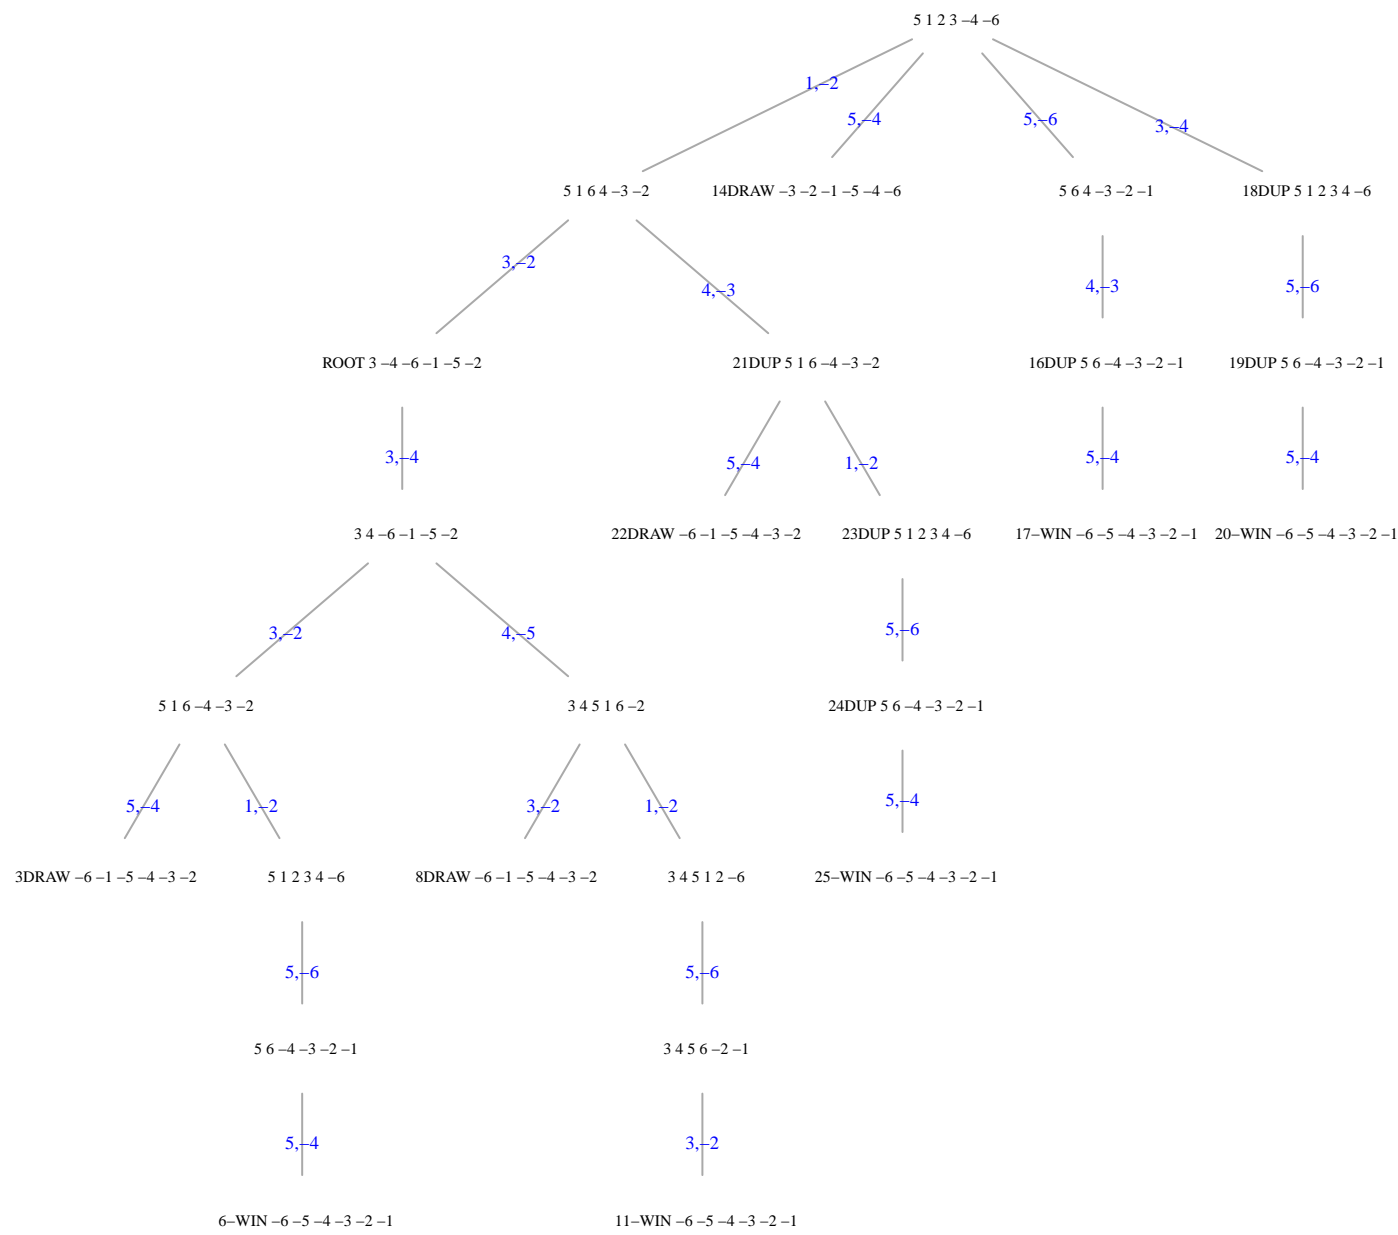 5 1 2 3 –4 –6
1,–2
5,–4
5,–6
3,–4
5 1 6 4 –3 –2
14DRAW –3 –2 –1 –5 –4 –6
5 6 4 –3 –2 –1
18DUP 5 1 2 3 4 –6
3,–2
4,–3
4,–3
5,–6
ROOT 3 –4 –6 –1 –5 –2
21DUP 5 1 6 –4 –3 –2
16DUP 5 6 –4 –3 –2 –1
19DUP 5 6 –4 –3 –2 –1
3,–4
5,–4
1,–2
5,–4
5,–4
3 4 –6 –1 –5 –2
22DRAW –6 –1 –5 –4 –3 –2
23DUP 5 1 2 3 4 –6
17–WIN –6 –5 –4 –3 –2 –1
20–WIN –6 –5 –4 –3 –2 –1
3,–2
4,–5
5,–6
5 1 6 –4 –3 –2
3 4 5 1 6 –2
24DUP 5 6 –4 –3 –2 –1
5,–4
1,–2
3,–2
1,–2
5,–4
3DRAW –6 –1 –5 –4 –3 –2
5 1 2 3 4 –6
8DRAW –6 –1 –5 –4 –3 –2
3 4 5 1 2 –6
25–WIN –6 –5 –4 –3 –2 –1
5,–6
5,–6
5 6 –4 –3 –2 –1
3 4 5 6 –2 –1
5,–4
3,–2
6–WIN –6 –5 –4 –3 –2 –1
11–WIN –6 –5 –4 –3 –2 –1